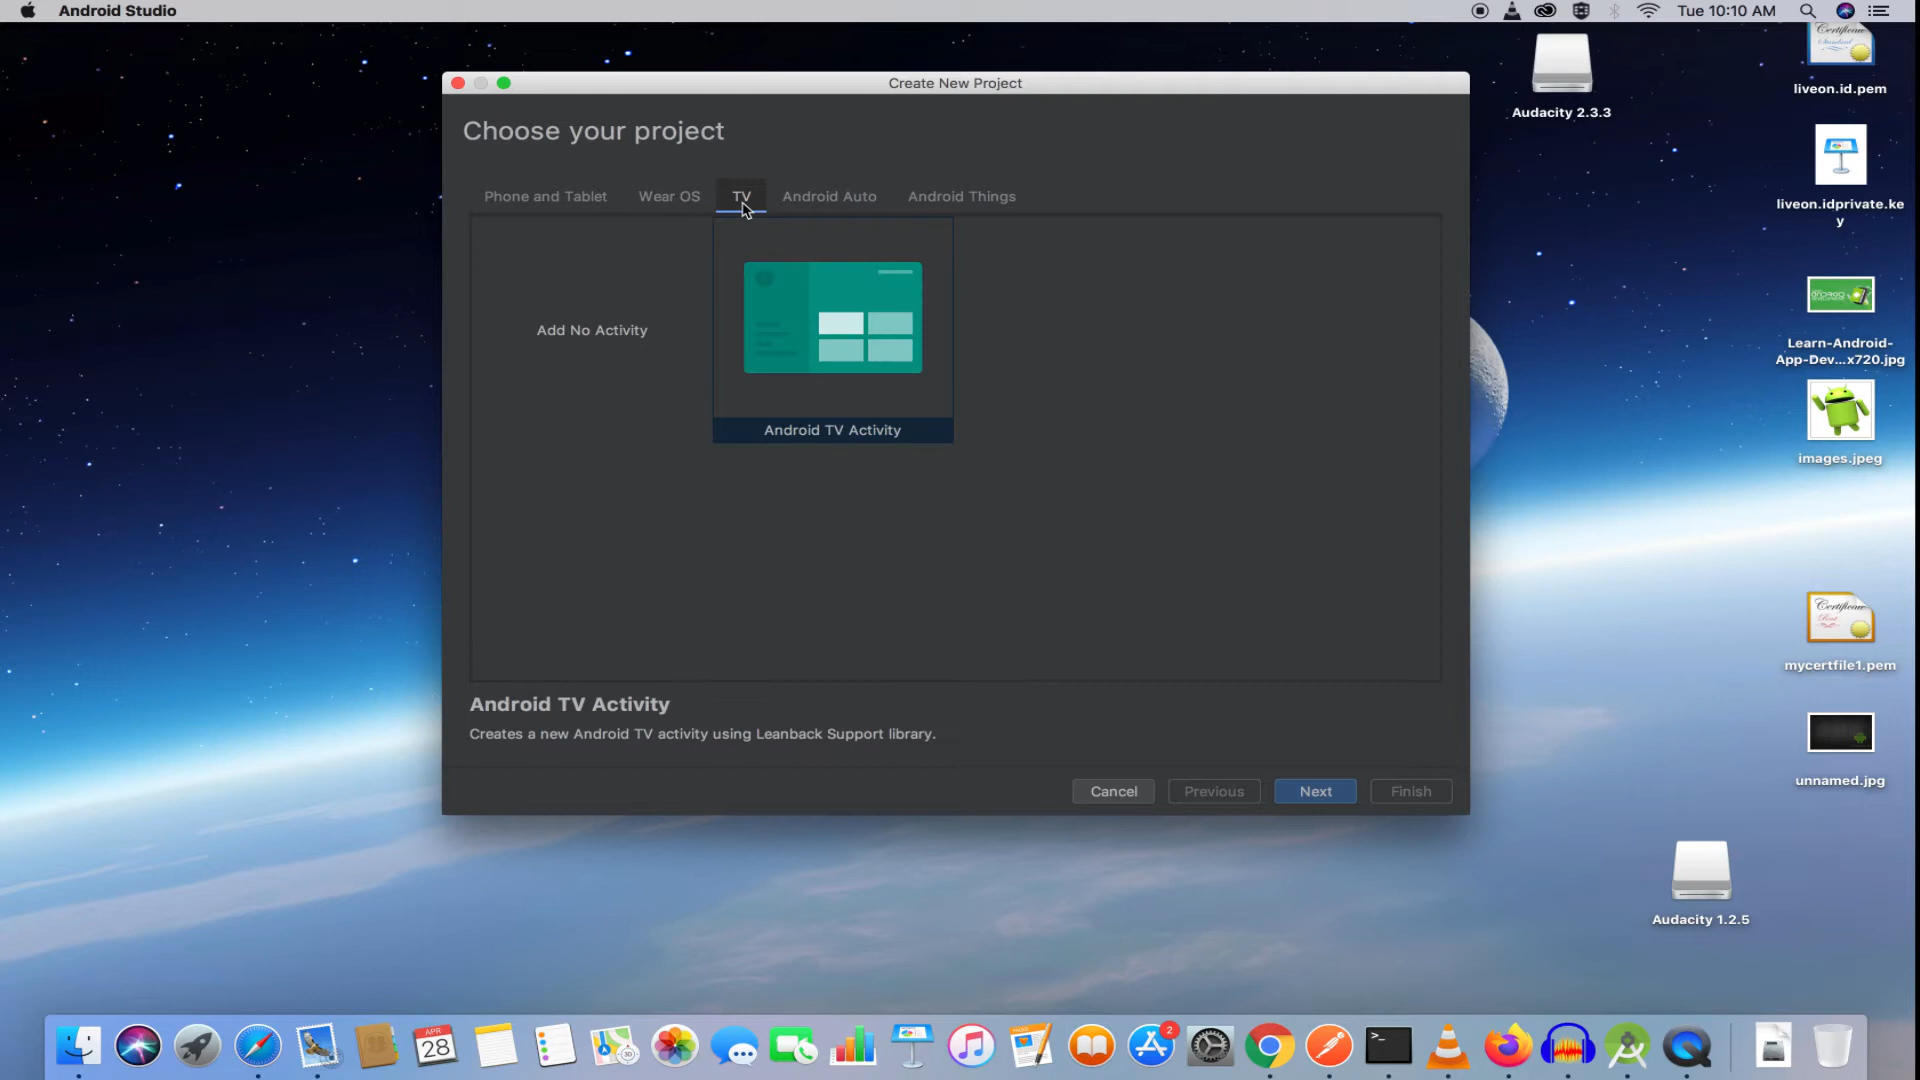 Android Studio
Tue 10:10 AM
Create New Project
Choose your project
Phone and Tablet
Wear OS
TV
Android Auto
Android Things
Add No Activity
Android TV Activity
Android TV Activity
Creates a new Android TV activity using Leanback Support library.
Cancel
Previous
Next
Finish
Audacity 2.3.3
liveon.id.pem
liveon.idprivate.ke
y
Learn-Android-
App-Dev...x720.jpg
images.jpeg
mycertfile1.pem
unnamed.jpg
Audacity 1.2.5
APR
28
2